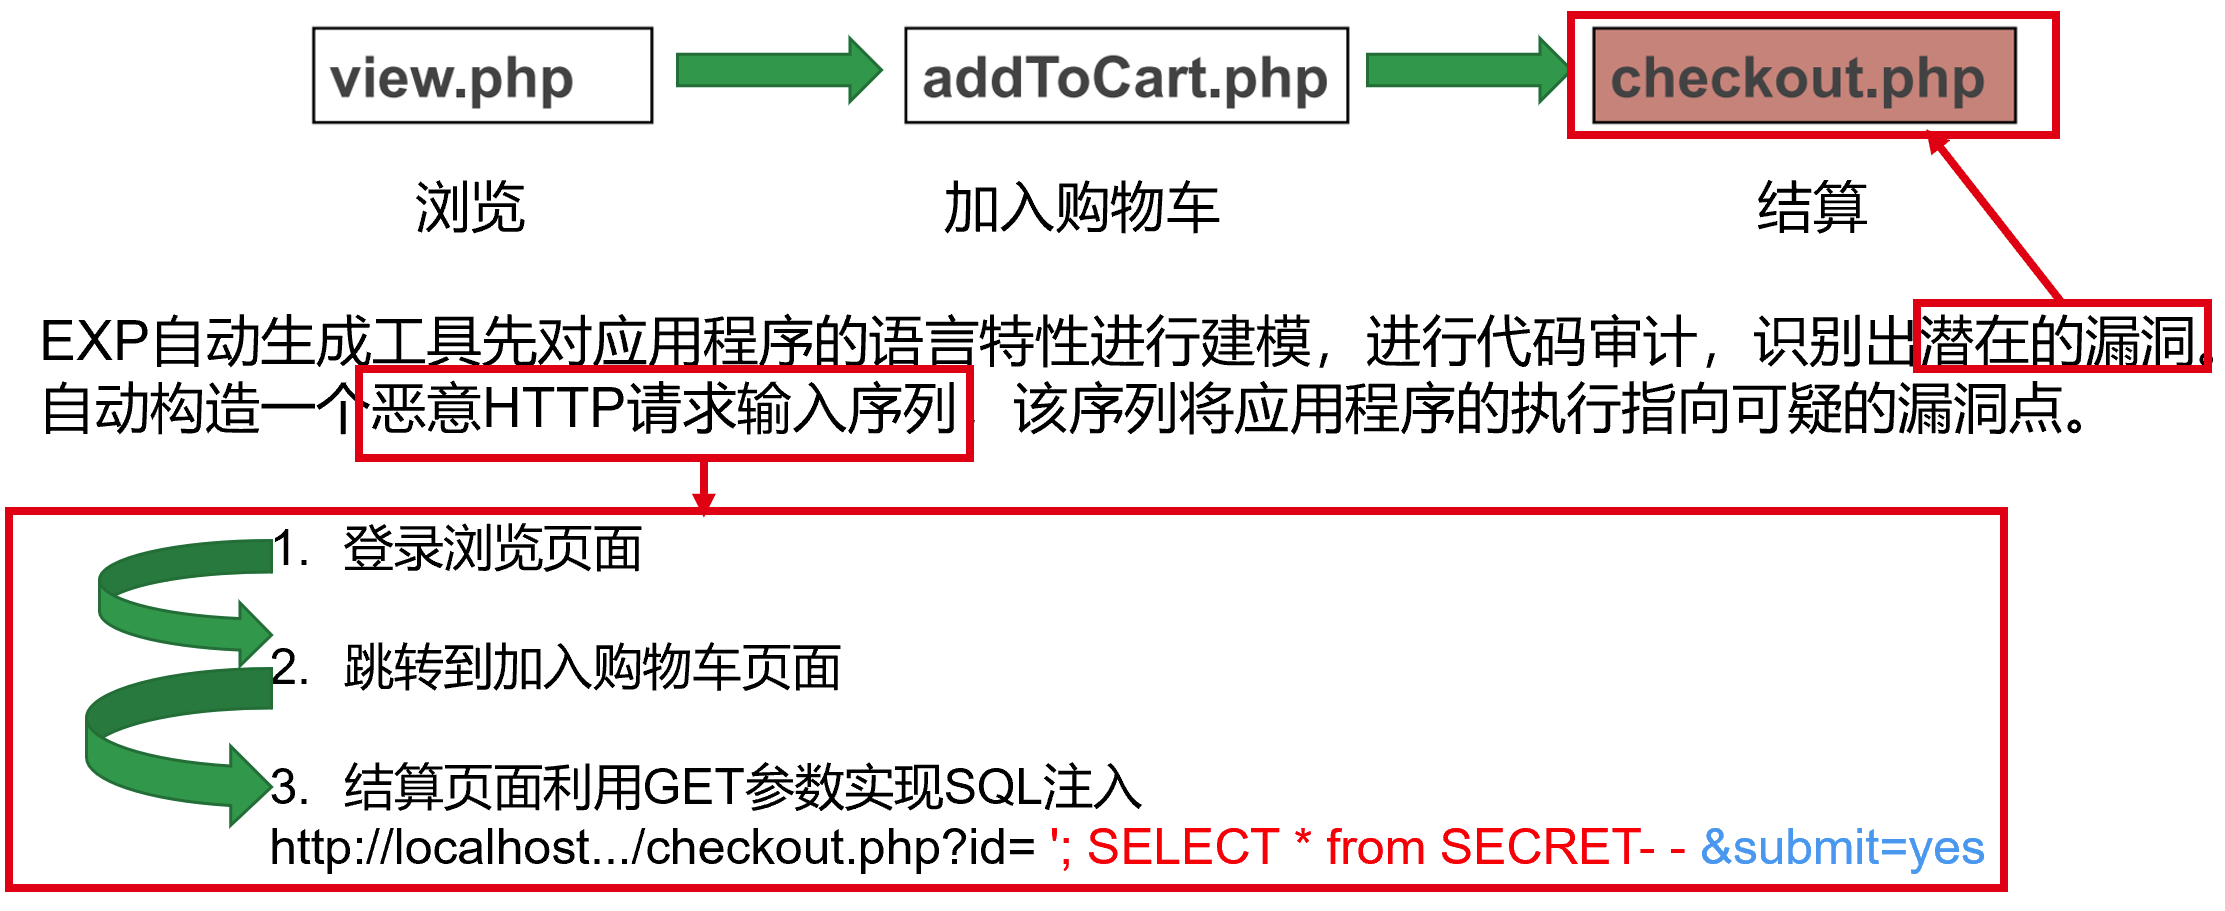 view.php
addToCart.php
checkout.php
浏览
加入购物车
结算
EXP自动生成工具先对应用程序的语言特性进行建模，进行代码审计，识别出潜在的漏洞。
自动构造一个恶意HTTP请求输入序列，该序列将应用程序的执行指向可疑的漏洞点。
1. 登录浏览页面
2. 跳转到加入购物车页面
3. 结算页面利用GET参数实现SQL注入
http://localhost.../checkout.php?id= '; SELECT * from SECRET- - &submit=yes